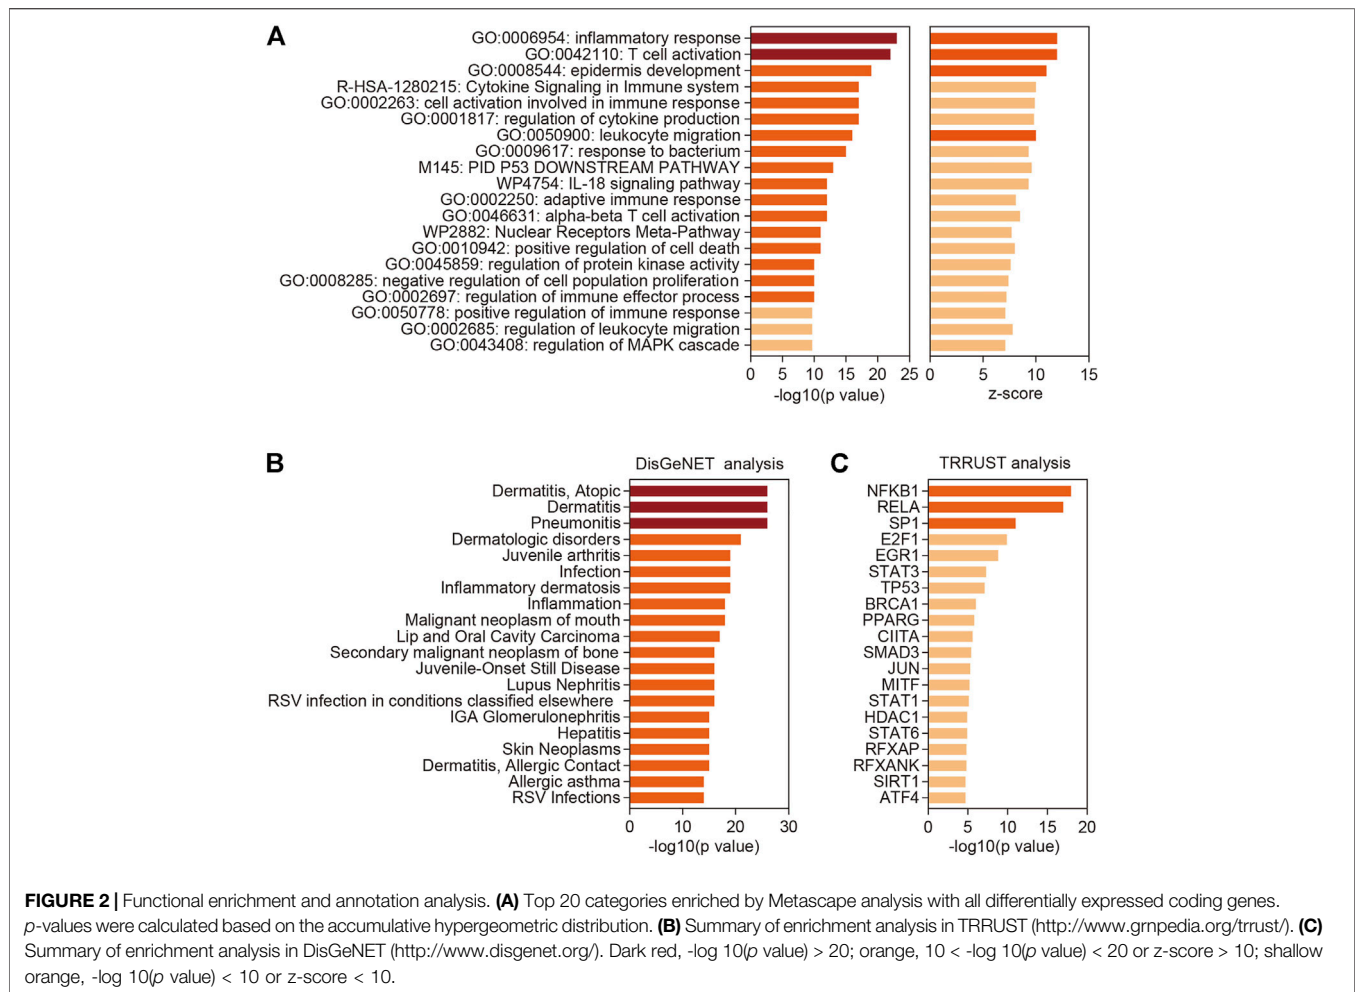 A
GO:0006954: inflammatory response
GO:0042110: T cell activation
GO:0008544: epidermis development
R-HSA-1280215: Cytokine Signaling in Immune system
GO:0002263: cell activation involved in immune response
GO:0001817: regulation of cytokine production
GO:0050900: leukocyte migration
GO:0009617: response to bacterium
M145: PID P53 DOWNSTREAM PATHWAY
WP4754: IL-18 signaling pathway
GO:0002250: adaptive immune response
GO:0046631: alpha-beta T cell activation
WP2882: Nuclear Receptors Meta-Pathway
GO:0010942: positive regulation of cell death
GO:0045859: regulation of protein kinase activity
GO:0008285: negative regulation of cell population proliferation
GO:0002697: regulation of immune effector process
GO:0050778: positive regulation of immune response
GO:0002685: regulation of leukocyte migration
GO:0043408: regulation of MAPK cascade
0 5 10 15 20 25
-log10(p value)
0 5 10 15
z-score
B
DisGeNET analysis
Dermatitis, Atopic
Dermatitis
Pneumonitis
Dermatologic disorders
Juvenile arthritis
Infection
Inflammatory dermatosis
Inflammation
Malignant neoplasm of mouth
Lip and Oral Cavity Carcinoma
Secondary malignant neoplasm of bone
Juvenile-Onset Still Disease
Lupus Nephritis
RSV infection in conditions classified elsewhere
IGA Glomerulonephritis
Hepatitis
Skin Neoplasms
Dermatitis, Allergic Contact
Allergic asthma
RSV Infections
0 10 20 30
-log10(p value)
C
TRRUST analysis
NFKB1
RELA
SP1
E2F1
EGR1
STAT3
TP53
BRCA1
PPARG
CIITA
SMAD3
JUN
MITF
STAT1
HDAC1
STAT6
RFXAP
RFXANK
SIRT1
ATF4
0 5 10 15 20
-log10(p value)
FIGURE 2 | Functional enrichment and annotation analysis. (A) Top 20 categories enriched by Metascape analysis with all differentially expressed coding genes.
p-values were calculated based on the accumulative hypergeometric distribution. (B) Summary of enrichment analysis in TRRUST (http://www.grnpedia.org/trrust/). (C)
Summary of enrichment analysis in DisGeNET (http://www.disgenet.org/). Dark red, -log 10(p value) > 20; orange, 10 < -log 10(p value) < 20 or z-score > 10; shallow
orange, -log 10(p value) < 10 or z-score < 10.